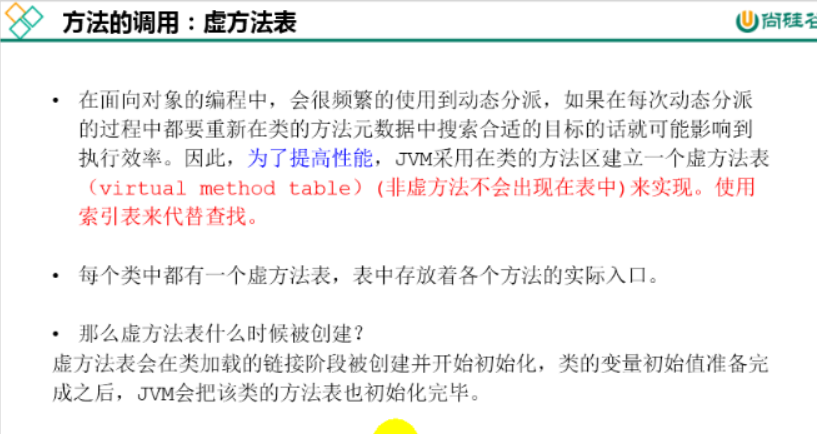 方法的调用：虚方法表
尚硅谷
• 在面向对象的编程中，会很频繁的使用到动态分派，如果在每次动态分派
的过程中都要重新在类的方法元数据中搜索合适的目标的话就可能影响到
执行效率。因此，为了提高性能，JVM采用在类的方法区建立一个虚方法表
（virtual method table）(非虚方法不会出现在表中)来实现。使用
索引表来代替查找。
• 每个类中都有一个虚方法表，表中存放着各个方法的实际入口。
• 那么虚方法表什么时候被创建？
虚方法表会在类加载的链接阶段被创建并开始初始化，类的变量初始值准备完
成之后，JVM会把该类的方法表也初始化完毕。